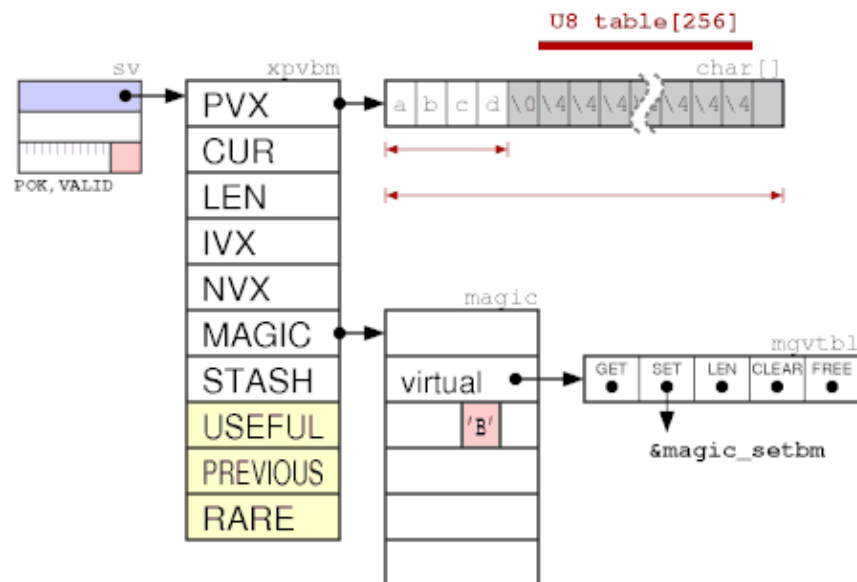 U8 table[256]
sv
xpvbm
char[]
PVX
a b c d \0 \4 \4 \4 \ \4 \4 \4
CUR
LEN
POK,VALID
IVX
NVX
magic
MAGIC
mgvtbl
STASH
virtual
GET SET LEN CLEAR FREE
USEFUL
'B'
&magic_setbm
PREVIOUS
RARE